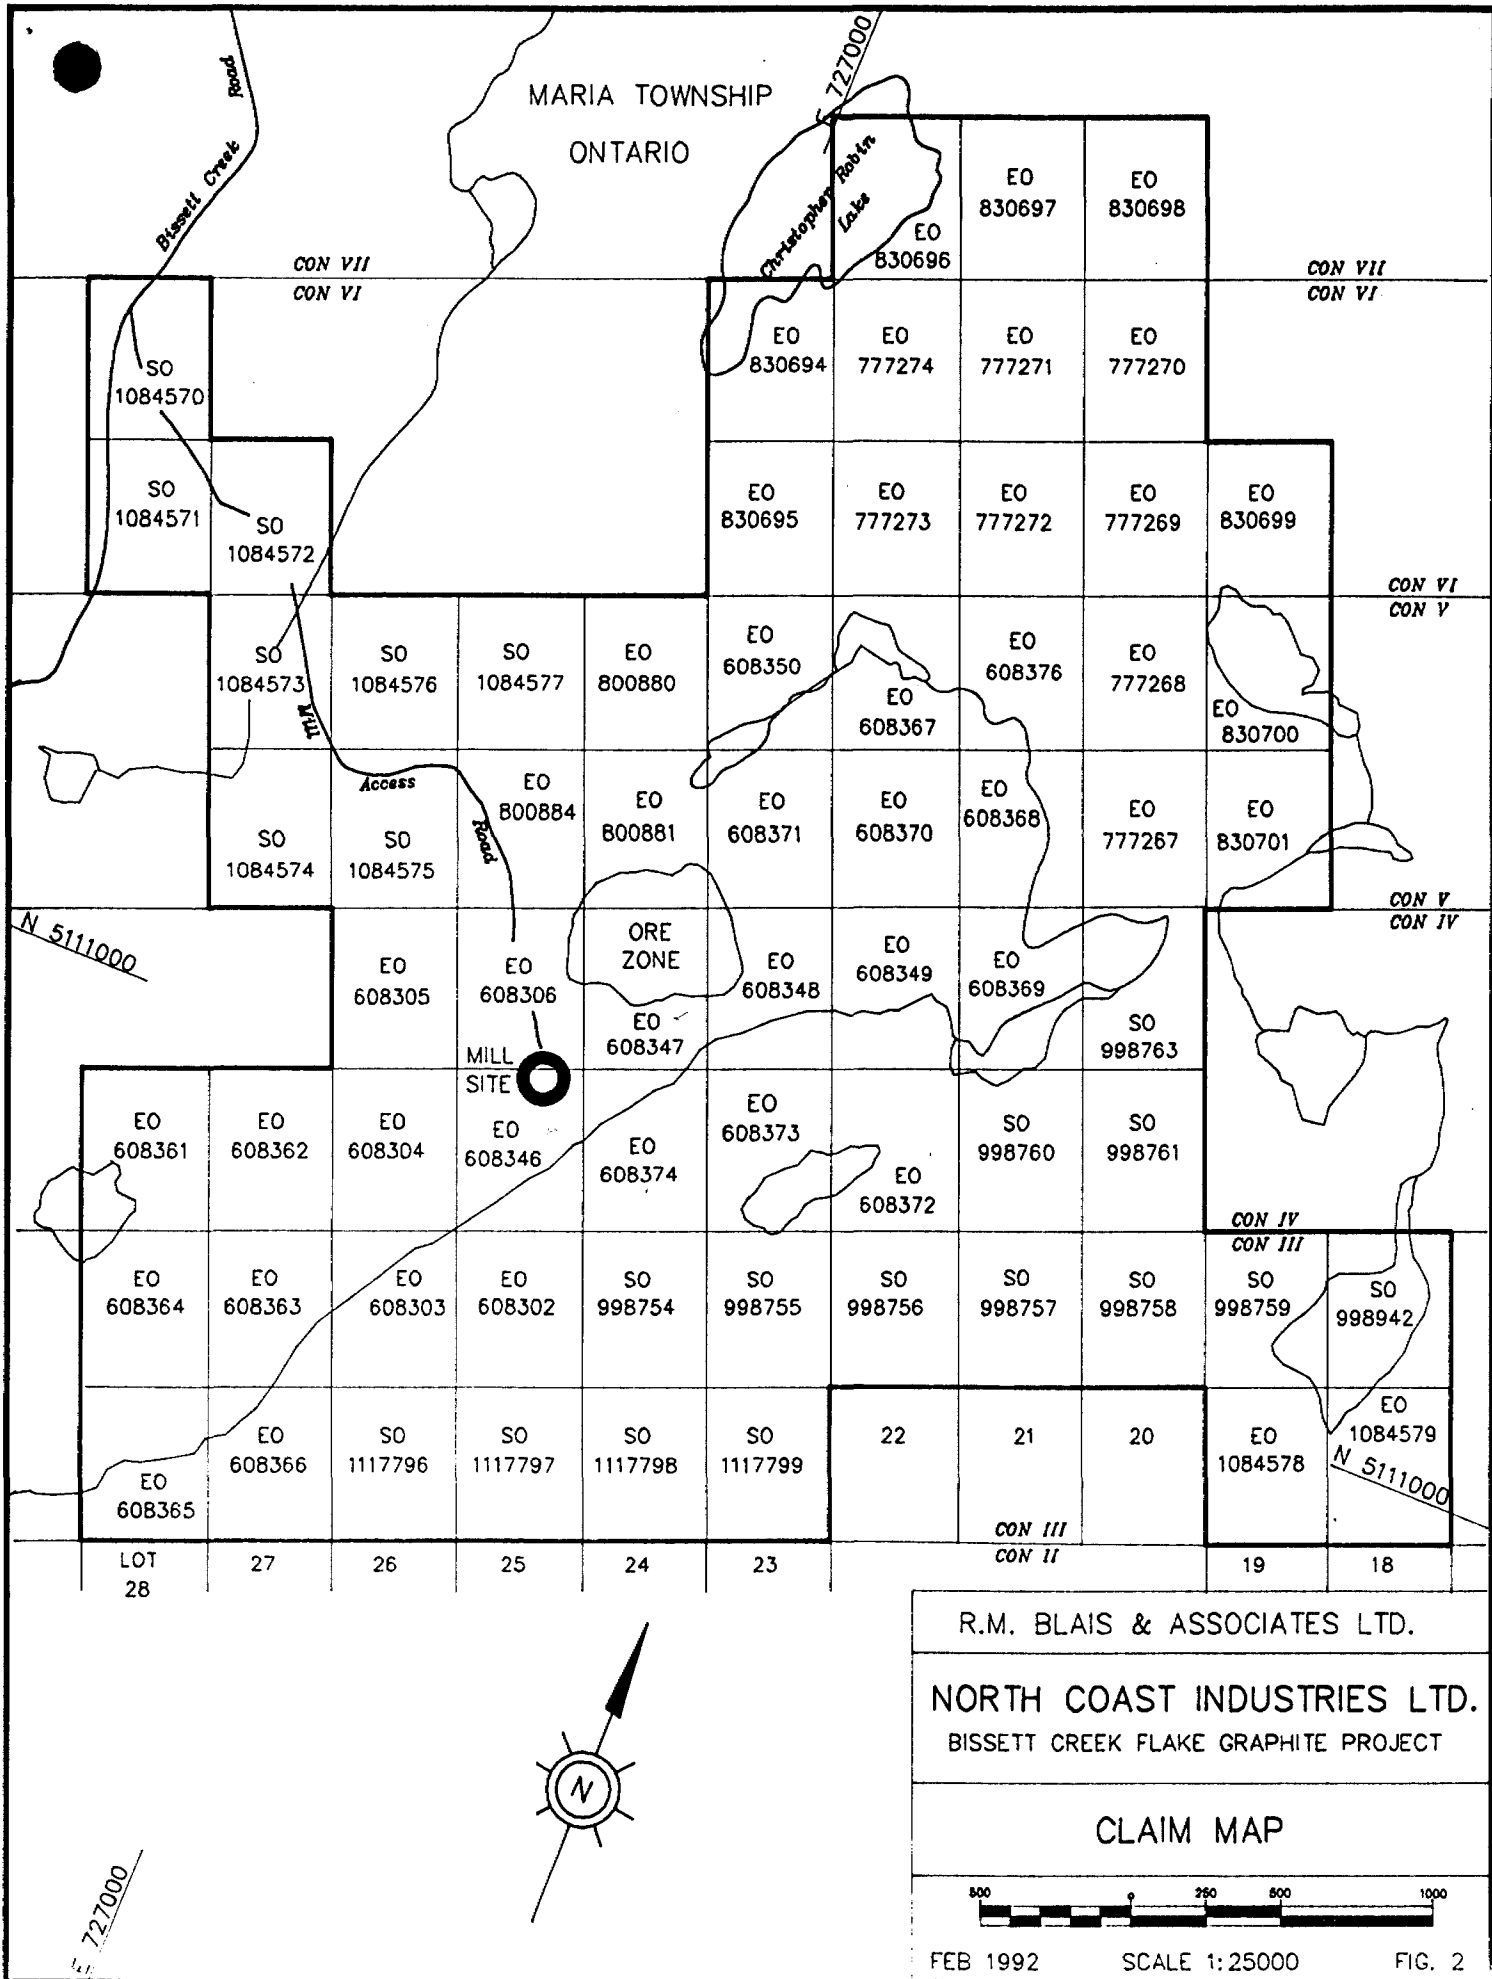 MARIA TOWNSHIP
ONTARIO
E 727000
Road
Bissett Creek
Christopher Robin
Lake
EO
830697
EO
830698
EO
830696
CON VII
CON VI
CON VII
CON VI
SO
1084570
EO
830694
EO
777274
EO
777271
EO
777270
SO
1084571
SO
1084572
EO
830695
EO
777273
EO
777272
EO
777269
EO
830699
CON VI
CON V
SO
1084573
SO
1084576
SO
1084577
EO
800880
EO
608350
EO
608367
EO
608376
EO
777268
EO
830700
Mill
Access
Road
SO
1084574
SO
1084575
EO
800884
EO
800881
EO
608371
EO
608370
EO
608368
EO
777267
EO
830701
CON V
CON IV
N 5111000
ORE
ZONE
EO
608305
EO
608306
EO
608347
EO
608348
EO
608349
EO
608369
SO
998763
MILL
SITE
EO
608361
EO
608362
EO
608304
EO
608346
EO
608374
EO
608373
EO
608372
SO
998760
SO
998761
CON IV
CON III
EO
608364
EO
608363
EO
608303
EO
608302
SO
998754
SO
998755
SO
998756
SO
998757
SO
998758
SO
998759
SO
998942
EO
608365
EO
608366
SO
1117796
SO
1117797
SO
1117798
SO
1117799
22
21
20
EO
1084578
EO
1084579
N 5111000
CON III
CON II
LOT
28
27
26
25
24
23
19
18
R.M. BLAIS & ASSOCIATES LTD.
NORTH COAST INDUSTRIES LTD.
BISSETT CREEK FLAKE GRAPHITE PROJECT
CLAIM MAP
N
727000
500 0 250 500 1000
FEB 1992 SCALE 1:25000 FIG. 2